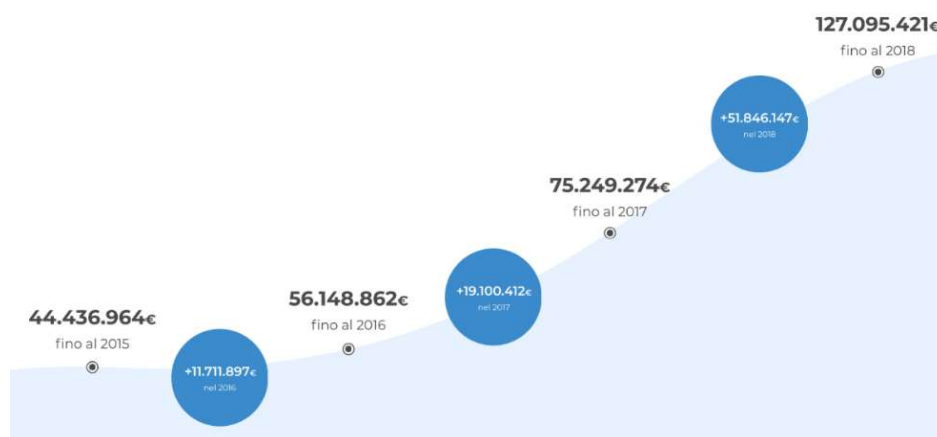 127.095.421€
fino al 2018
+51.846.147€
nel 2018
75.249.274€
fino al 2017
+19.100.412€
nel 2017
56.148.862€
fino al 2016
44.436.964€
fino al 2015
+11.711.897€
nel 2016